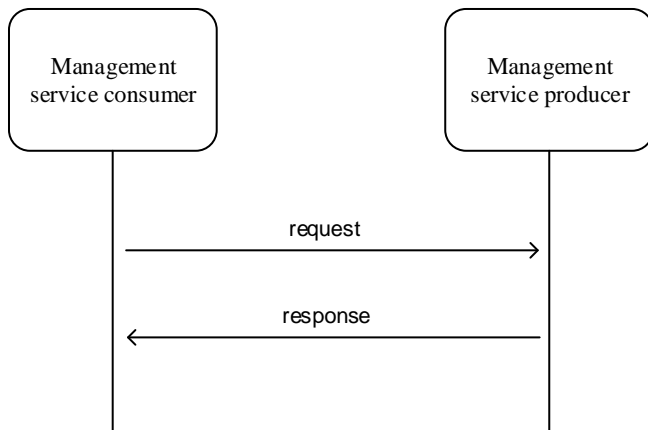 Management
service consumer
Management
service producer
request
response